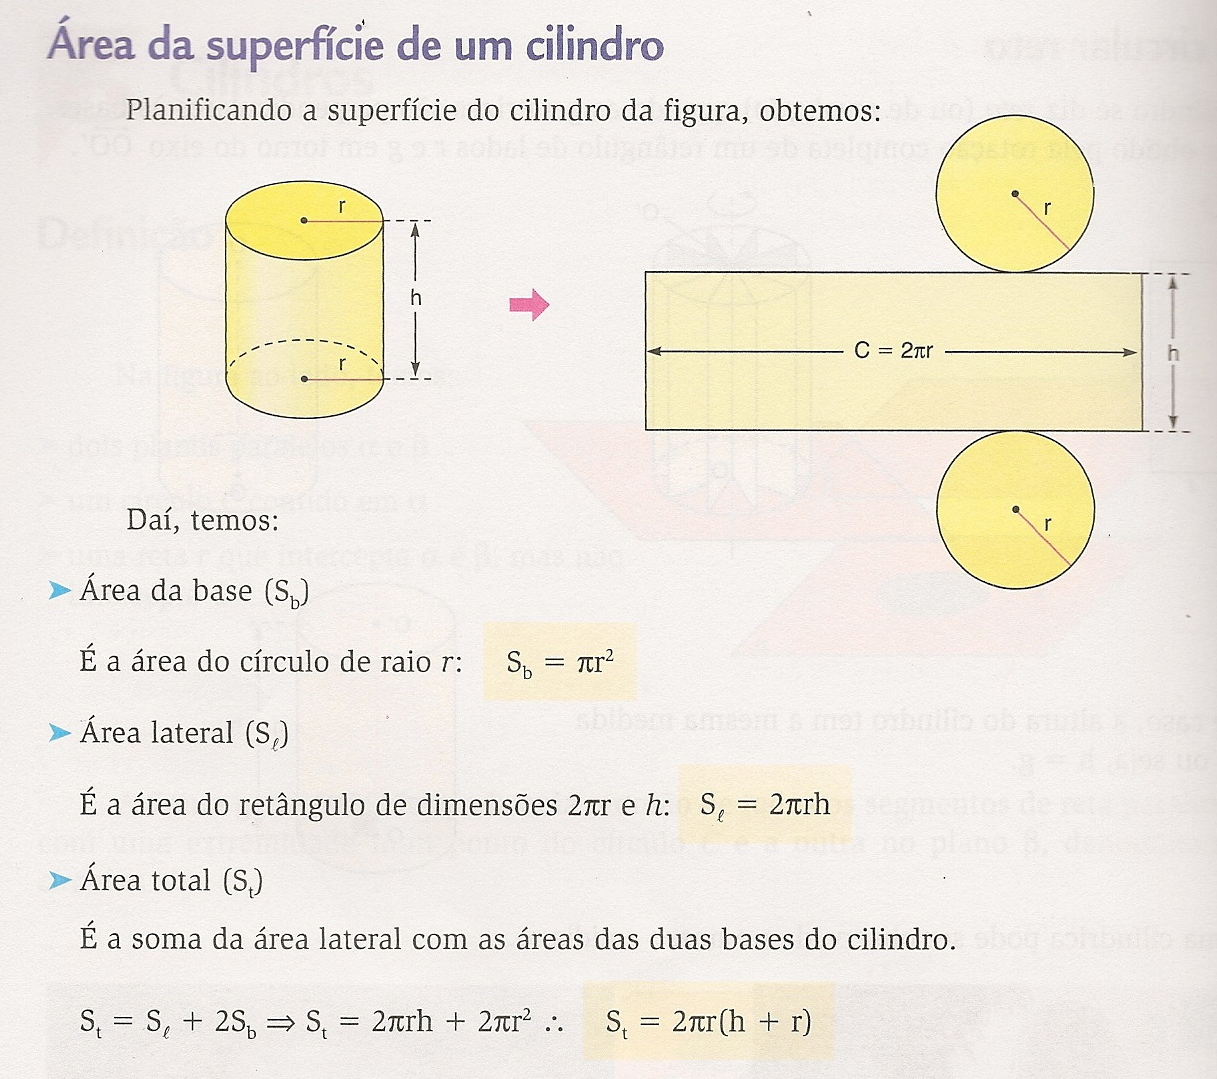 Área da superfície de um cilindro
Planificando a superfície do cilindro da figura, obtemos:
r
h
r
r
C = 2πr
h
r
Daí, temos:
➤ Área da base (S_b)
É a área do círculo de raio r: S_b = πr²
➤ Área lateral (S_ℓ)
É a área do retângulo de dimensões 2πr e h: S_ℓ = 2πrh
➤ Área total (S_t)
É a soma da área lateral com as áreas das duas bases do cilindro.
S_t = S_ℓ + 2S_b ⇒ S_t = 2πrh + 2πr² ∴ S_t = 2πr(h + r)